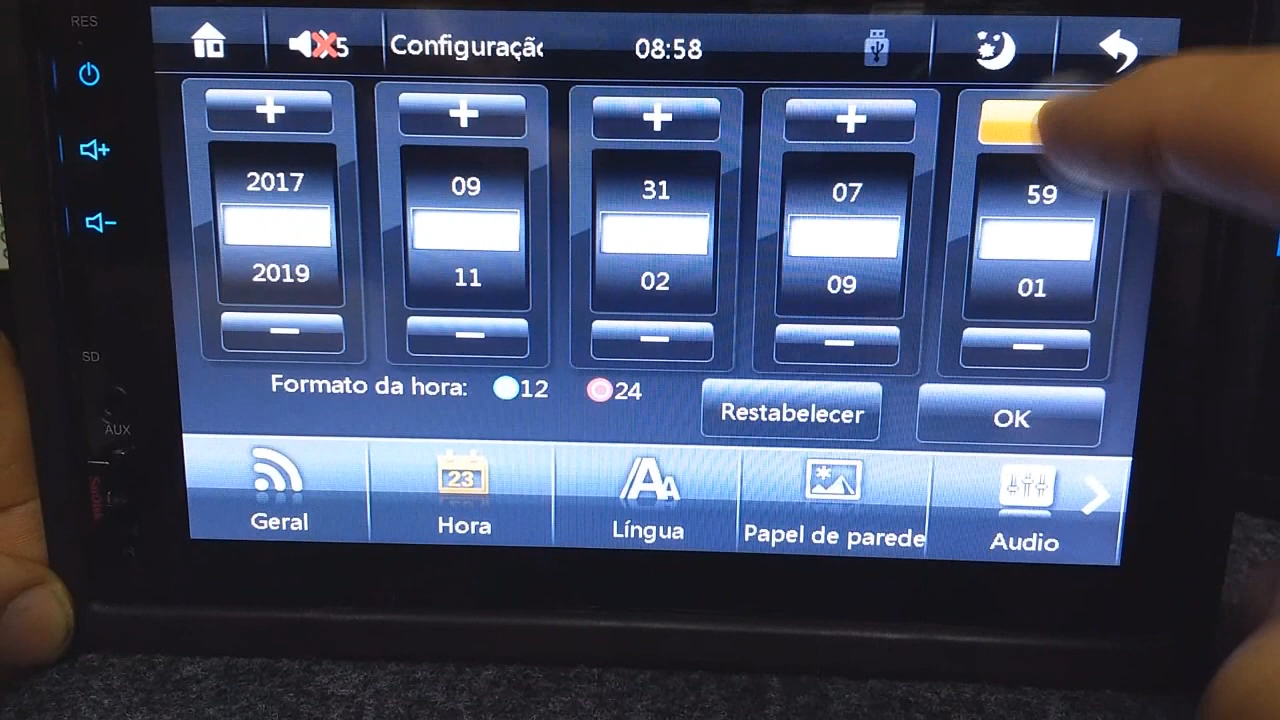 RES
5 Configuraçã 08:58
2017 09 31 07 59
2019 11 02 09 01
SD
Formato da hora: 12 24 Restabelecer OK
AUX
23
Geral Hora Língua Papel de parede Audio
SanDisk